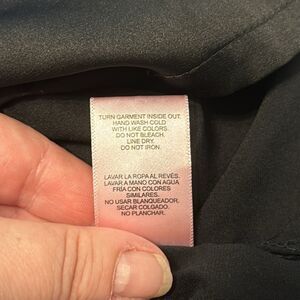 TURN GARMENT INSIDE OUT.
HAND WASH COLD
WITH LIKE COLORS.
DO NOT BLEACH.
LINE DRY.
DO NOT IRON.
LAVAR LA ROPA AL REVÉS.
LAVAR A MANO CON AGUA
FRÍA CON COLORES
SIMILARES.
NO USAR BLANQUEADOR,
SECAR COLGADO.
NO PLANCHAR.